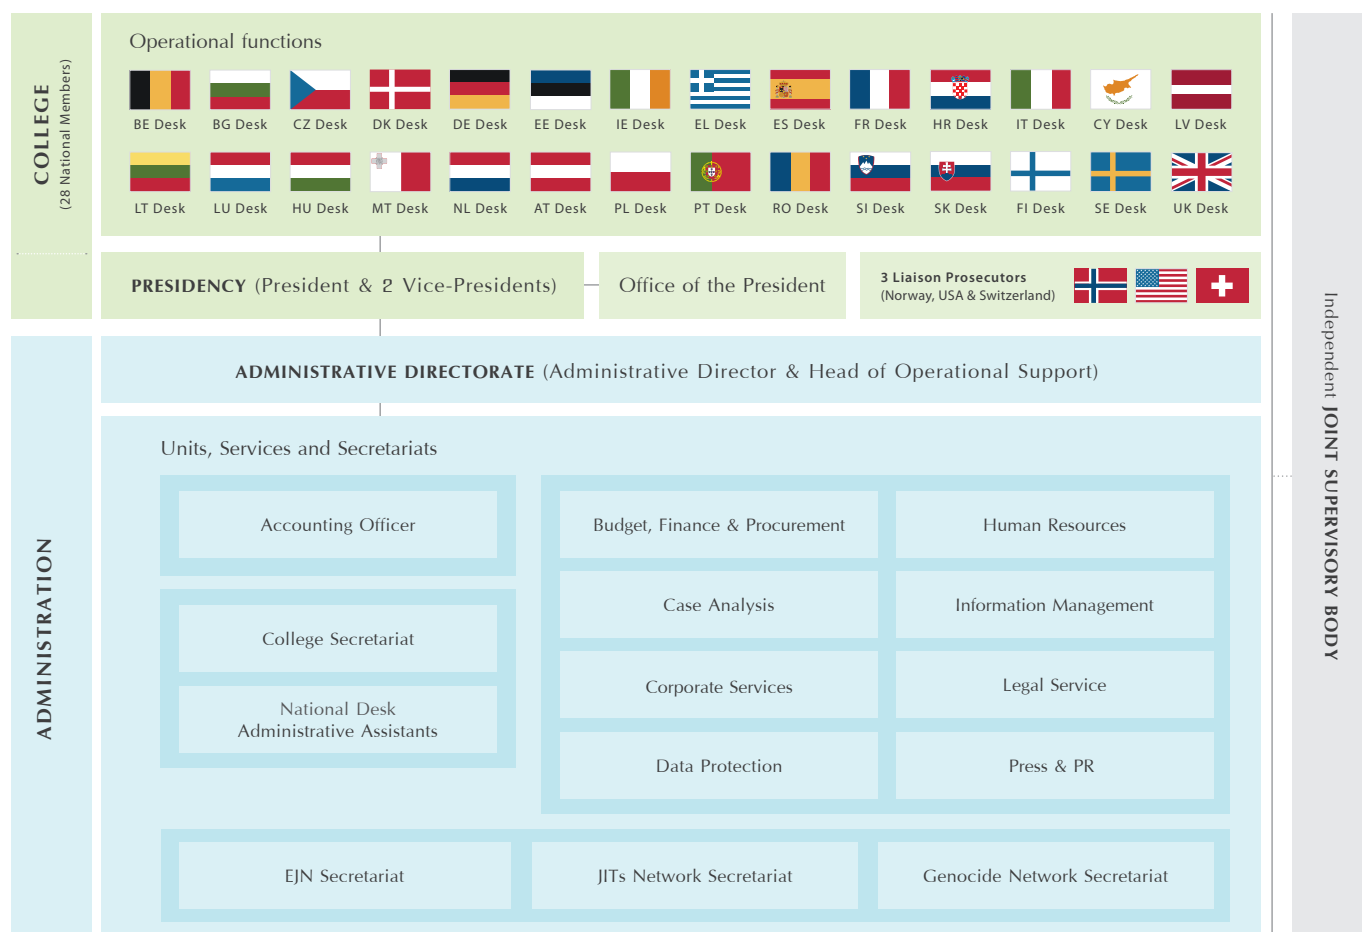 COLLEGE
(28 National Members)
Operational functions
BE Desk BG Desk CZ Desk DK Desk DE Desk EE Desk IE Desk EL Desk ES Desk FR Desk HR Desk IT Desk CY Desk LV Desk
LT Desk LU Desk HU Desk MT Desk NL Desk AT Desk PL Desk PT Desk RO Desk SI Desk SK Desk FI Desk SE Desk UK Desk
PRESIDENCY (President & 2 Vice-Presidents)
Office of the President
3 Liaison Prosecutors
(Norway, USA & Switzerland)
ADMINISTRATION
ADMINISTRATIVE DIRECTORATE (Administrative Director & Head of Operational Support)
Units, Services and Secretariats
Accounting Officer
College Secretariat
National Desk
Administrative Assistants
Budget, Finance & Procurement
Human Resources
Case Analysis
Information Management
Corporate Services
Legal Service
Data Protection
Press & PR
EJN Secretariat
JITs Network Secretariat
Genocide Network Secretariat
Independent JOINT SUPERVISORY BODY